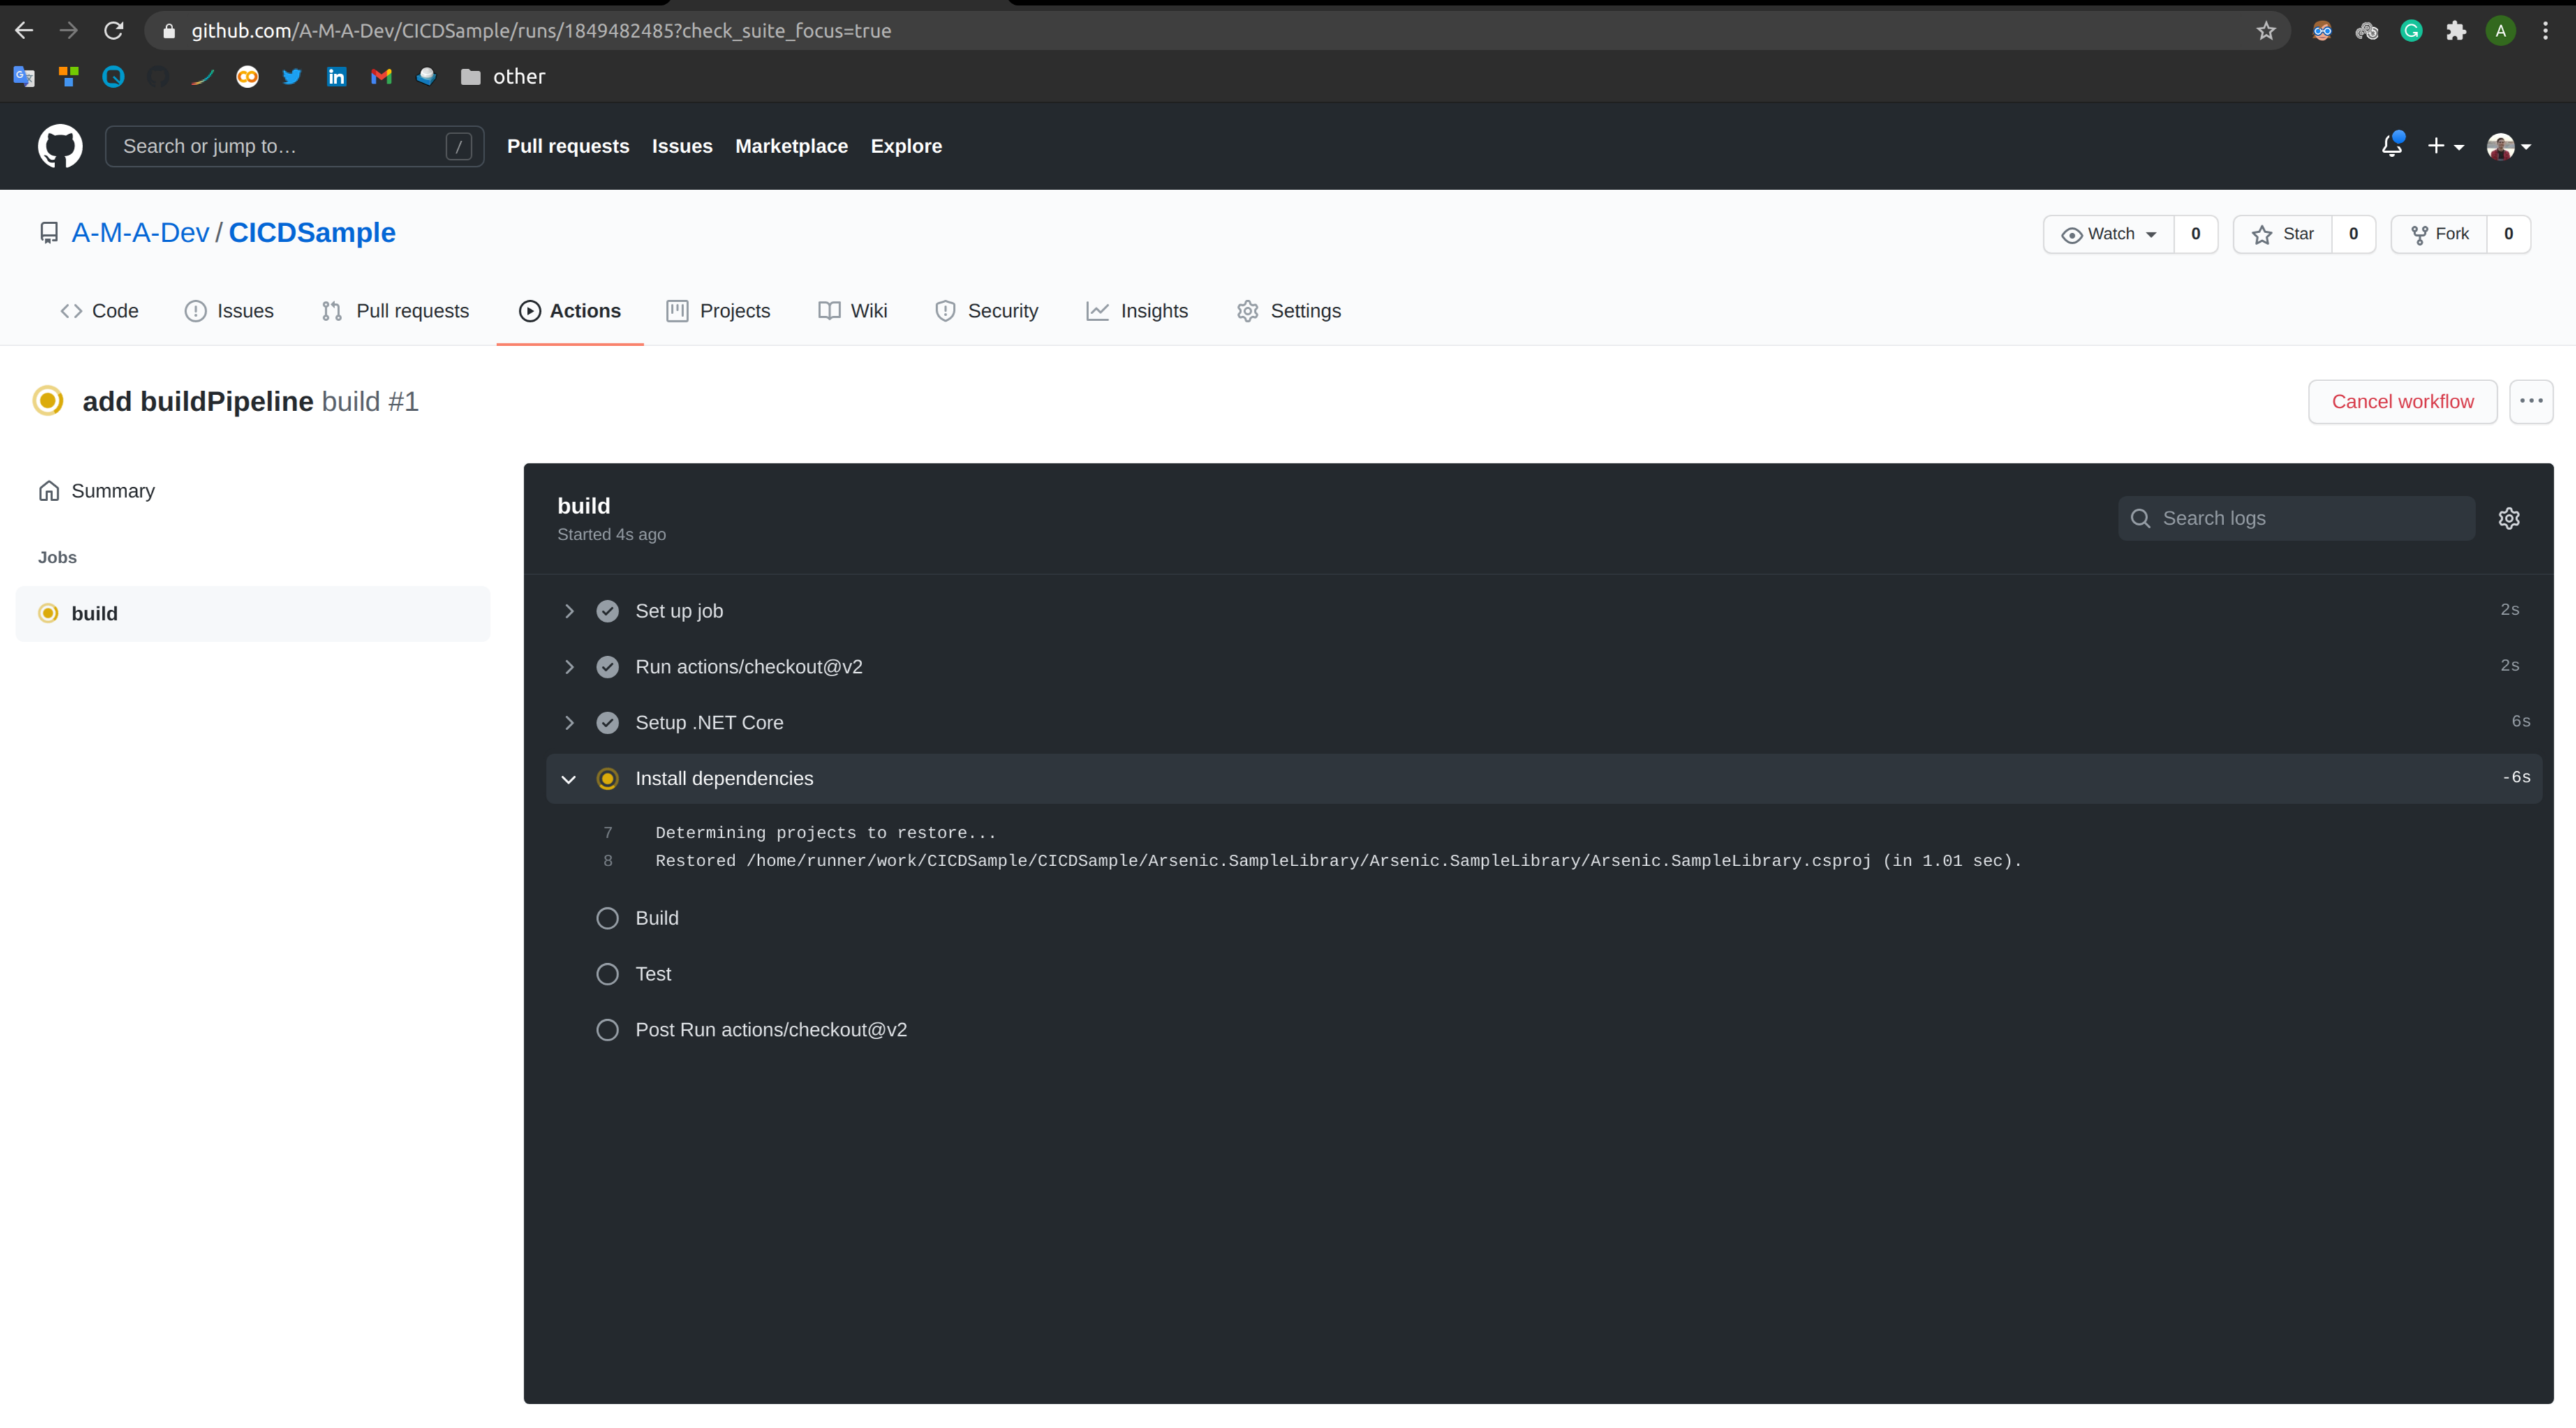 github.com/A-M-A-Dev/CICDSample/runs/1849482485?check_suite_focus=true
A
other
Search or jump to…
/
Pull requests
Issues
Marketplace
Explore
A-M-A-Dev / CICDSample
Watch 0
Star 0
Fork 0
Code
Issues
Pull requests
Actions
Projects
Wiki
Security
Insights
Settings
add buildPipeline build #1
Cancel workflow
Summary
Jobs
build
build
Started 4s ago
Search logs
Set up job 2s
Run actions/checkout@v2 2s
Setup .NET Core 6s
Install dependencies -6s
7 Determining projects to restore...
8 Restored /home/runner/work/CICDSample/CICDSample/Arsenic.SampleLibrary/Arsenic.SampleLibrary/Arsenic.SampleLibrary.csproj (in 1.01 sec).
Build
Test
Post Run actions/checkout@v2